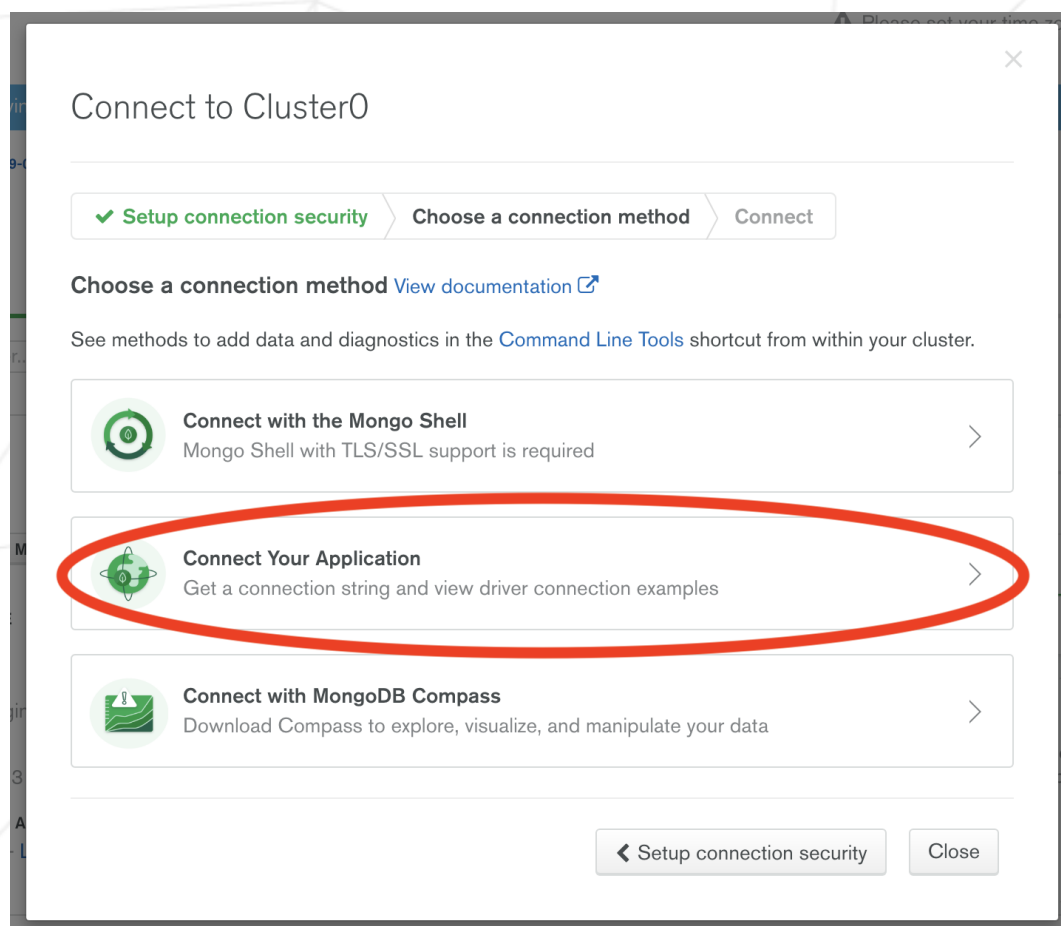 Please set your time zo
Connect to Cluster0
Setup connection security
Choose a connection method
Connect
Choose a connection method View documentation
See methods to add data and diagnostics in the Command Line Tools shortcut from within your cluster.
Connect with the Mongo Shell
Mongo Shell with TLS/SSL support is required
Connect Your Application
Get a connection string and view driver connection examples
Connect with MongoDB Compass
Download Compass to explore, visualize, and manipulate your data
Setup connection security
Close